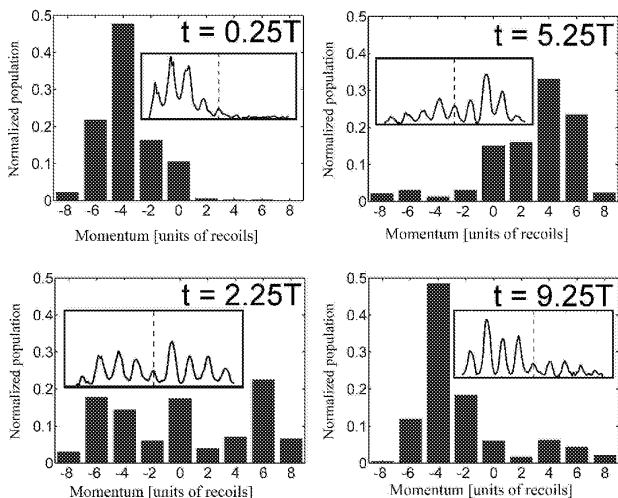 t = 0.25T
Normalized population
0.5
0.4
0.3
0.2
0.1
0
-8 -6 -4 -2 0 2 4 6 8
Momentum [units of recoils]
t = 5.25T
Normalized population
0.5
0.4
0.3
0.2
0.1
0
-8 -6 -4 -2 0 2 4 6 8
Momentum [units of recoils]
t = 2.25T
Normalized population
0.5
0.4
0.3
0.2
0.1
0
-8 -6 -4 -2 0 2 4 6 8
Momentum [units of recoils]
t = 9.25T
Normalized population
0.5
0.4
0.3
0.2
0.1
0
-8 -6 -4 -2 0 2 4 6 8
Momentum [units of recoils]